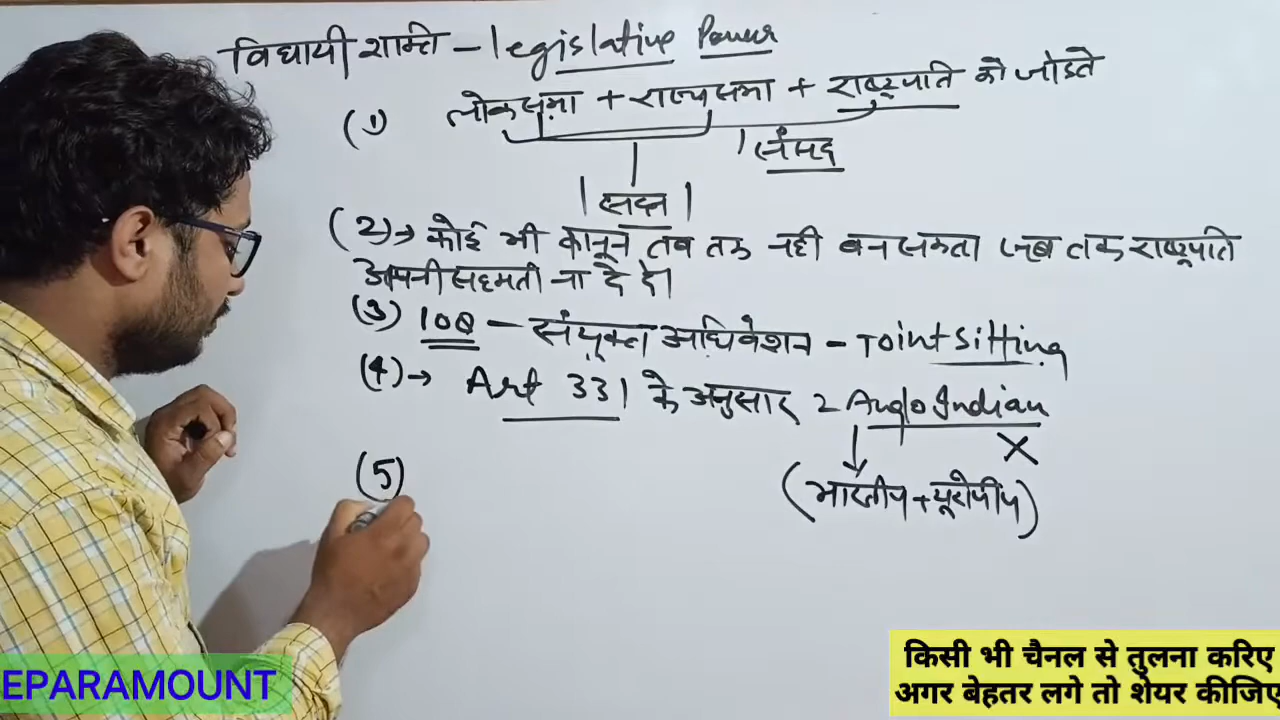 विधायी शक्ति - legislative Power
(1) लोकसभा + राज्यसभा + राष्ट्रपति को जोडते
संसद
सदन
(2)→ कोई भी कानून तब तक नही बन सकता जब तक राष्ट्रपति
अपनी सहमती ना दे दे।
(3) 108 - संयुक्त अधिवेशन - Joint Sitting
(4)→ Art 331 के अनुसार 2 Anglo Indian
X
(भारतीय + यूरोपीय)
(5)
EPARAMOUNT
किसी भी चैनल से तुलना करिए
अगर बेहतर लगे तो शेयर कीजिए